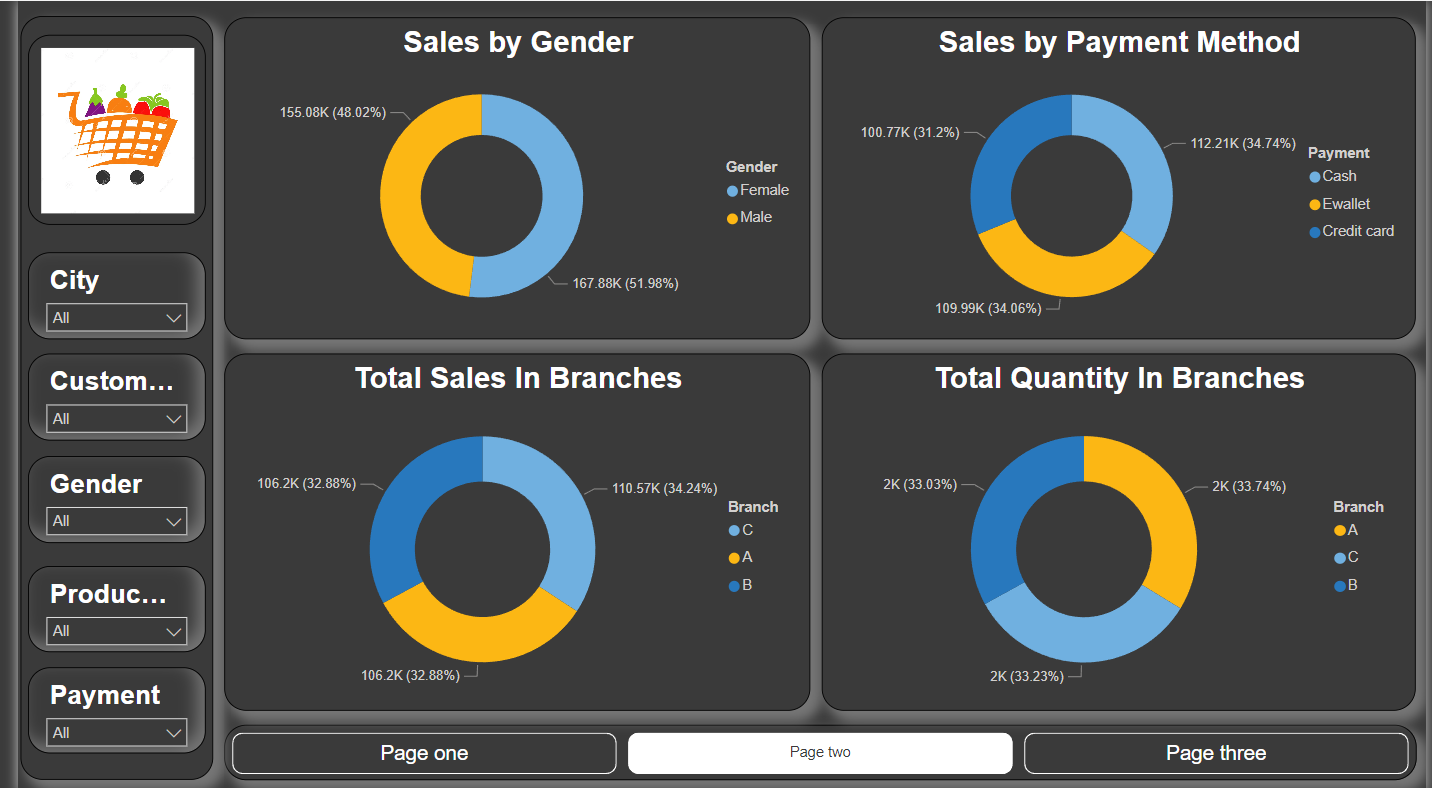 City
All
Custom...
All
Gender
All
Produc...
All
Payment
All
Sales by Gender
155.08K (48.02%)
167.88K (51.98%)
Gender
Female
Male
Sales by Payment Method
100.77K (31.2%)
112.21K (34.74%)
109.99K (34.06%)
Payment
Cash
Ewallet
Credit card
Total Sales In Branches
106.2K (32.88%)
110.57K (34.24%)
106.2K (32.88%)
Branch
C
A
B
Total Quantity In Branches
2K (33.03%)
2K (33.74%)
2K (33.23%)
Branch
A
C
B
Page one
Page two
Page three